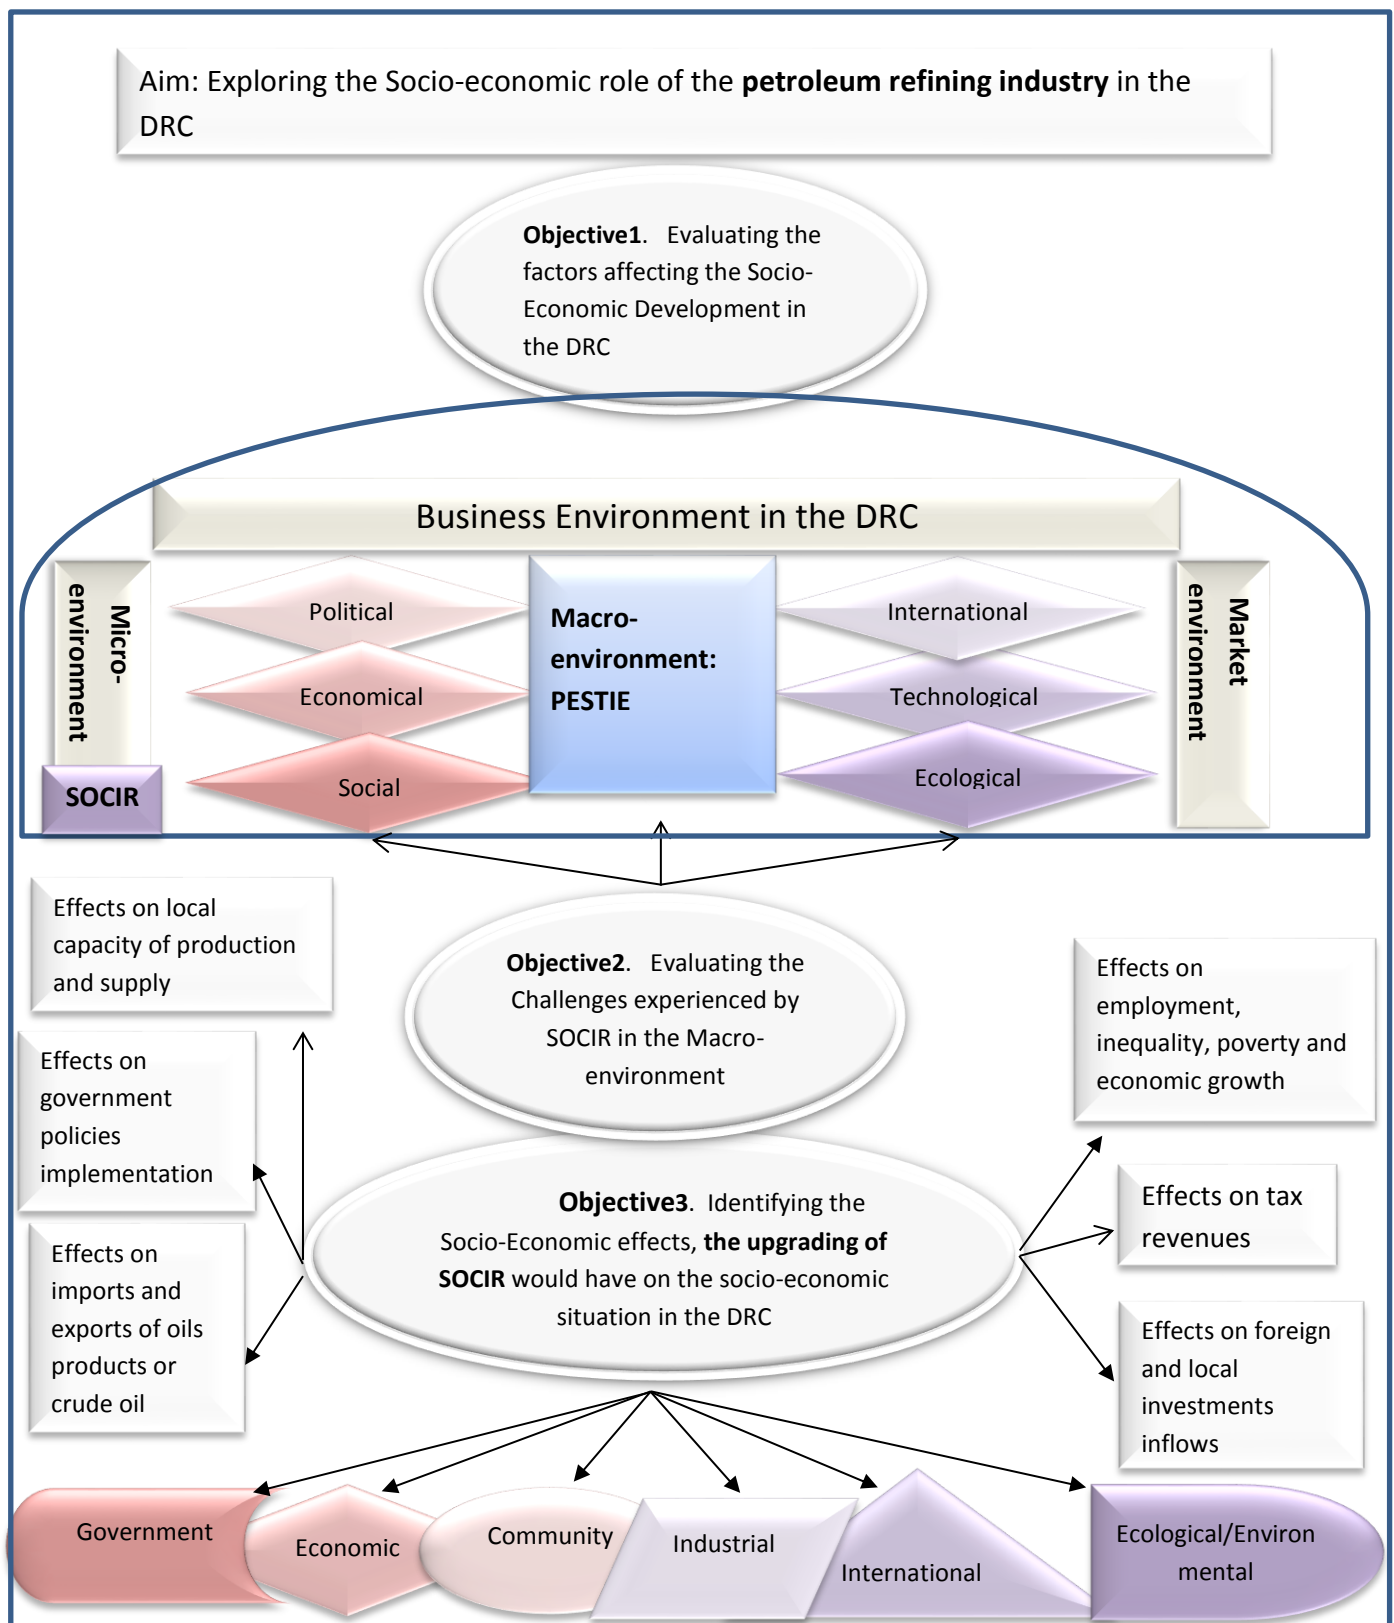 Aim: Exploring the Socio-economic role of the petroleum refining industry in the
DRC
Objective1. Evaluating the
factors affecting the Socio-
Economic Development in
the DRC
Business Environment in the DRC
Micro-
environment
SOCIR
Political
Economical
Social
Macro-
environment:
PESTIE
International
Technological
Ecological
Market
environment
Effects on local
capacity of production
and supply
Effects on
government
policies
implementation
Effects on
imports and
exports of oils
products or
crude oil
Objective2. Evaluating the
Challenges experienced by
SOCIR in the Macro-
environment
Objective3. Identifying the
Socio-Economic effects, the upgrading of
SOCIR would have on the socio-economic
situation in the DRC
Effects on
employment,
inequality, poverty and
economic growth
Effects on tax
revenues
Effects on foreign
and local
investments
inflows
Government
Economic
Community
Industrial
International
Ecological/Environ
mental